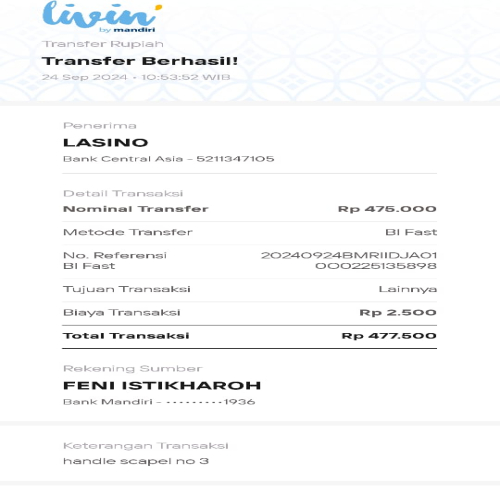 livin'
by mandiri
Transfer Rupiah
Transfer Berhasil!
24 Sep 2024 • 10:53:52 WIB
Penerima
LASINO
Bank Central Asia - 5211347105
Detail Transaksi
Nominal Transfer Rp 475.000
Metode Transfer BI Fast
No. Referensi 20240924BMRIIDJA01
BI Fast 0002251358​98
Tujuan Transaksi Lainnya
Biaya Transaksi Rp 2.500
Total Transaksi Rp 477.500
Rekening Sumber
FENI ISTIKHAROH
Bank Mandiri - •••••••••1936
Keterangan Transaksi
handle scapel no 3